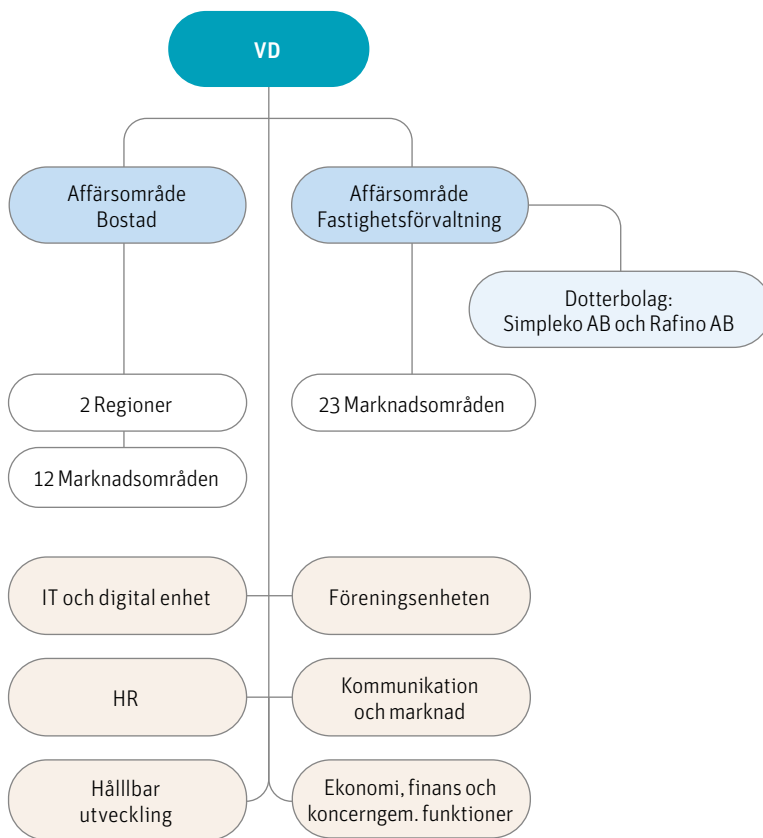 VD
Affärsområde
Bostad
Affärsområde
Fastighetsförvaltning
Dotterbolag:
Simpleko AB och Rafino AB
2 Regioner
23 Marknadsområden
12 Marknadsområden
IT och digital enhet
Föreningsenheten
HR
Kommunikation
och marknad
Hålllbar
utveckling
Ekonomi, finans och
koncerngem. funktioner